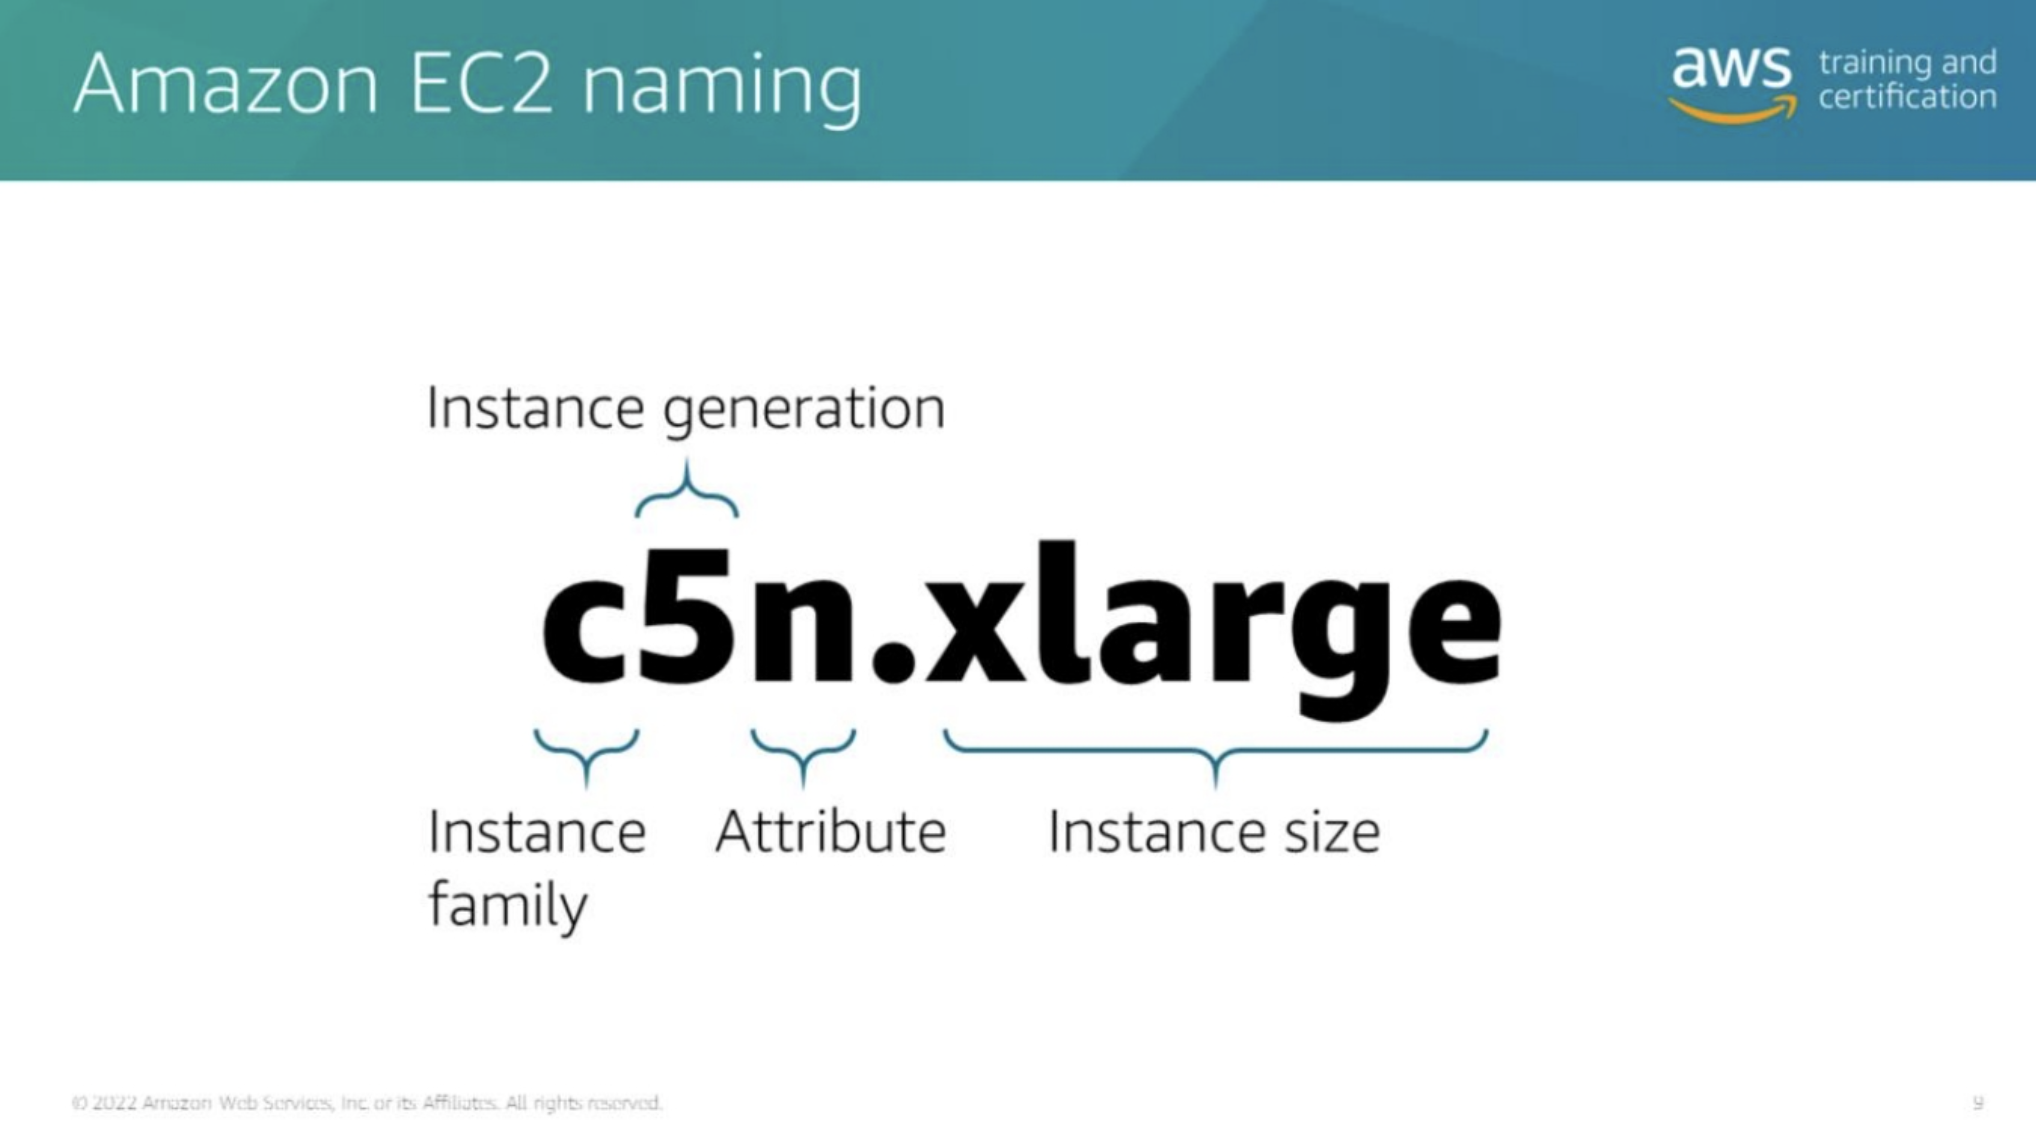 Amazon EC2 naming
aws training and
certification
Instance generation
c5n.xlarge
Instance Attribute Instance size
family
© 2022 Amazon Web Services, Inc. or its Affiliates. All rights reserved.
9